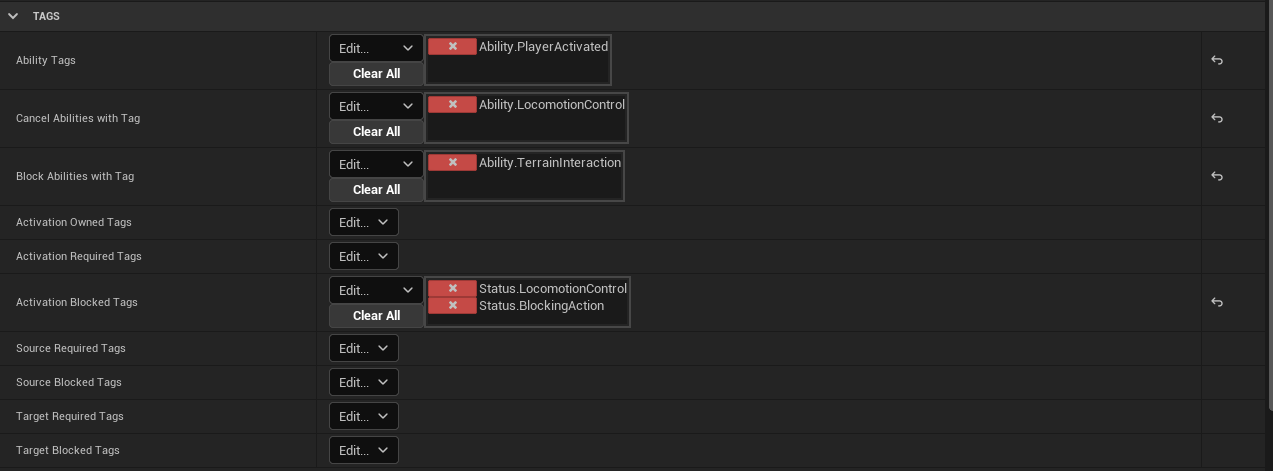 TAGS
Ability Tags
Edit...
Clear All
Ability.PlayerActivated
Cancel Abilities with Tag
Edit...
Clear All
Ability.LocomotionControl
Block Abilities with Tag
Edit...
Clear All
Ability.TerrainInteraction
Activation Owned Tags
Edit...
Activation Required Tags
Edit...
Activation Blocked Tags
Edit...
Clear All
Status.LocomotionControl
Status.BlockingAction
Source Required Tags
Edit...
Source Blocked Tags
Edit...
Target Required Tags
Edit...
Target Blocked Tags
Edit...